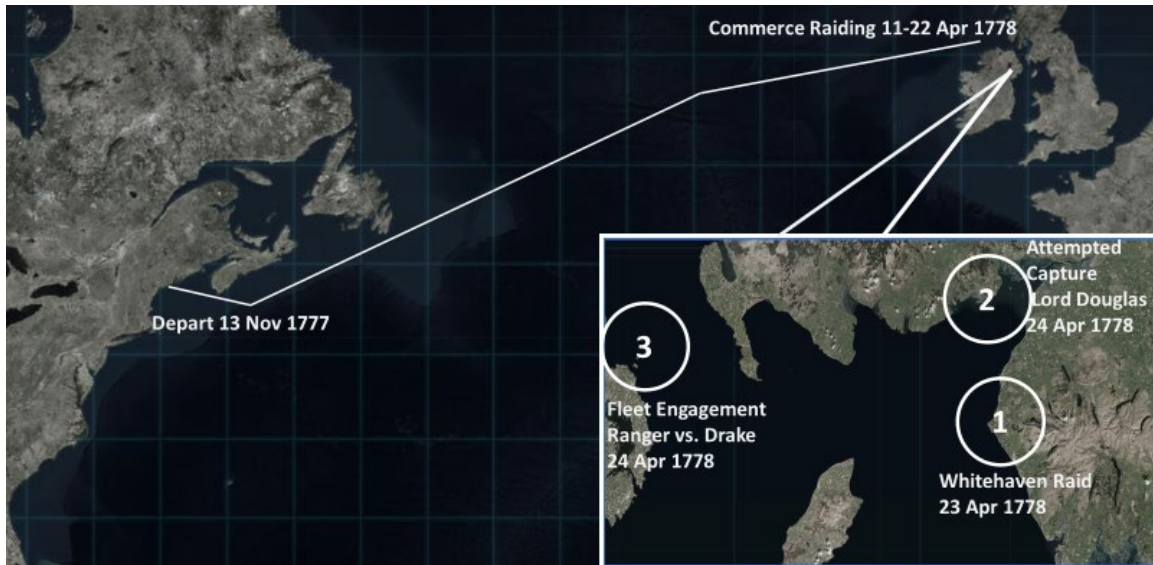 Commerce Raiding 11-22 Apr 1778
Depart 13 Nov 1777
Attempted
Capture
Lord Douglas
24 Apr 1778
2
3
Fleet Engagement
Ranger vs. Drake
24 Apr 1778
1
Whitehaven Raid
23 Apr 1778